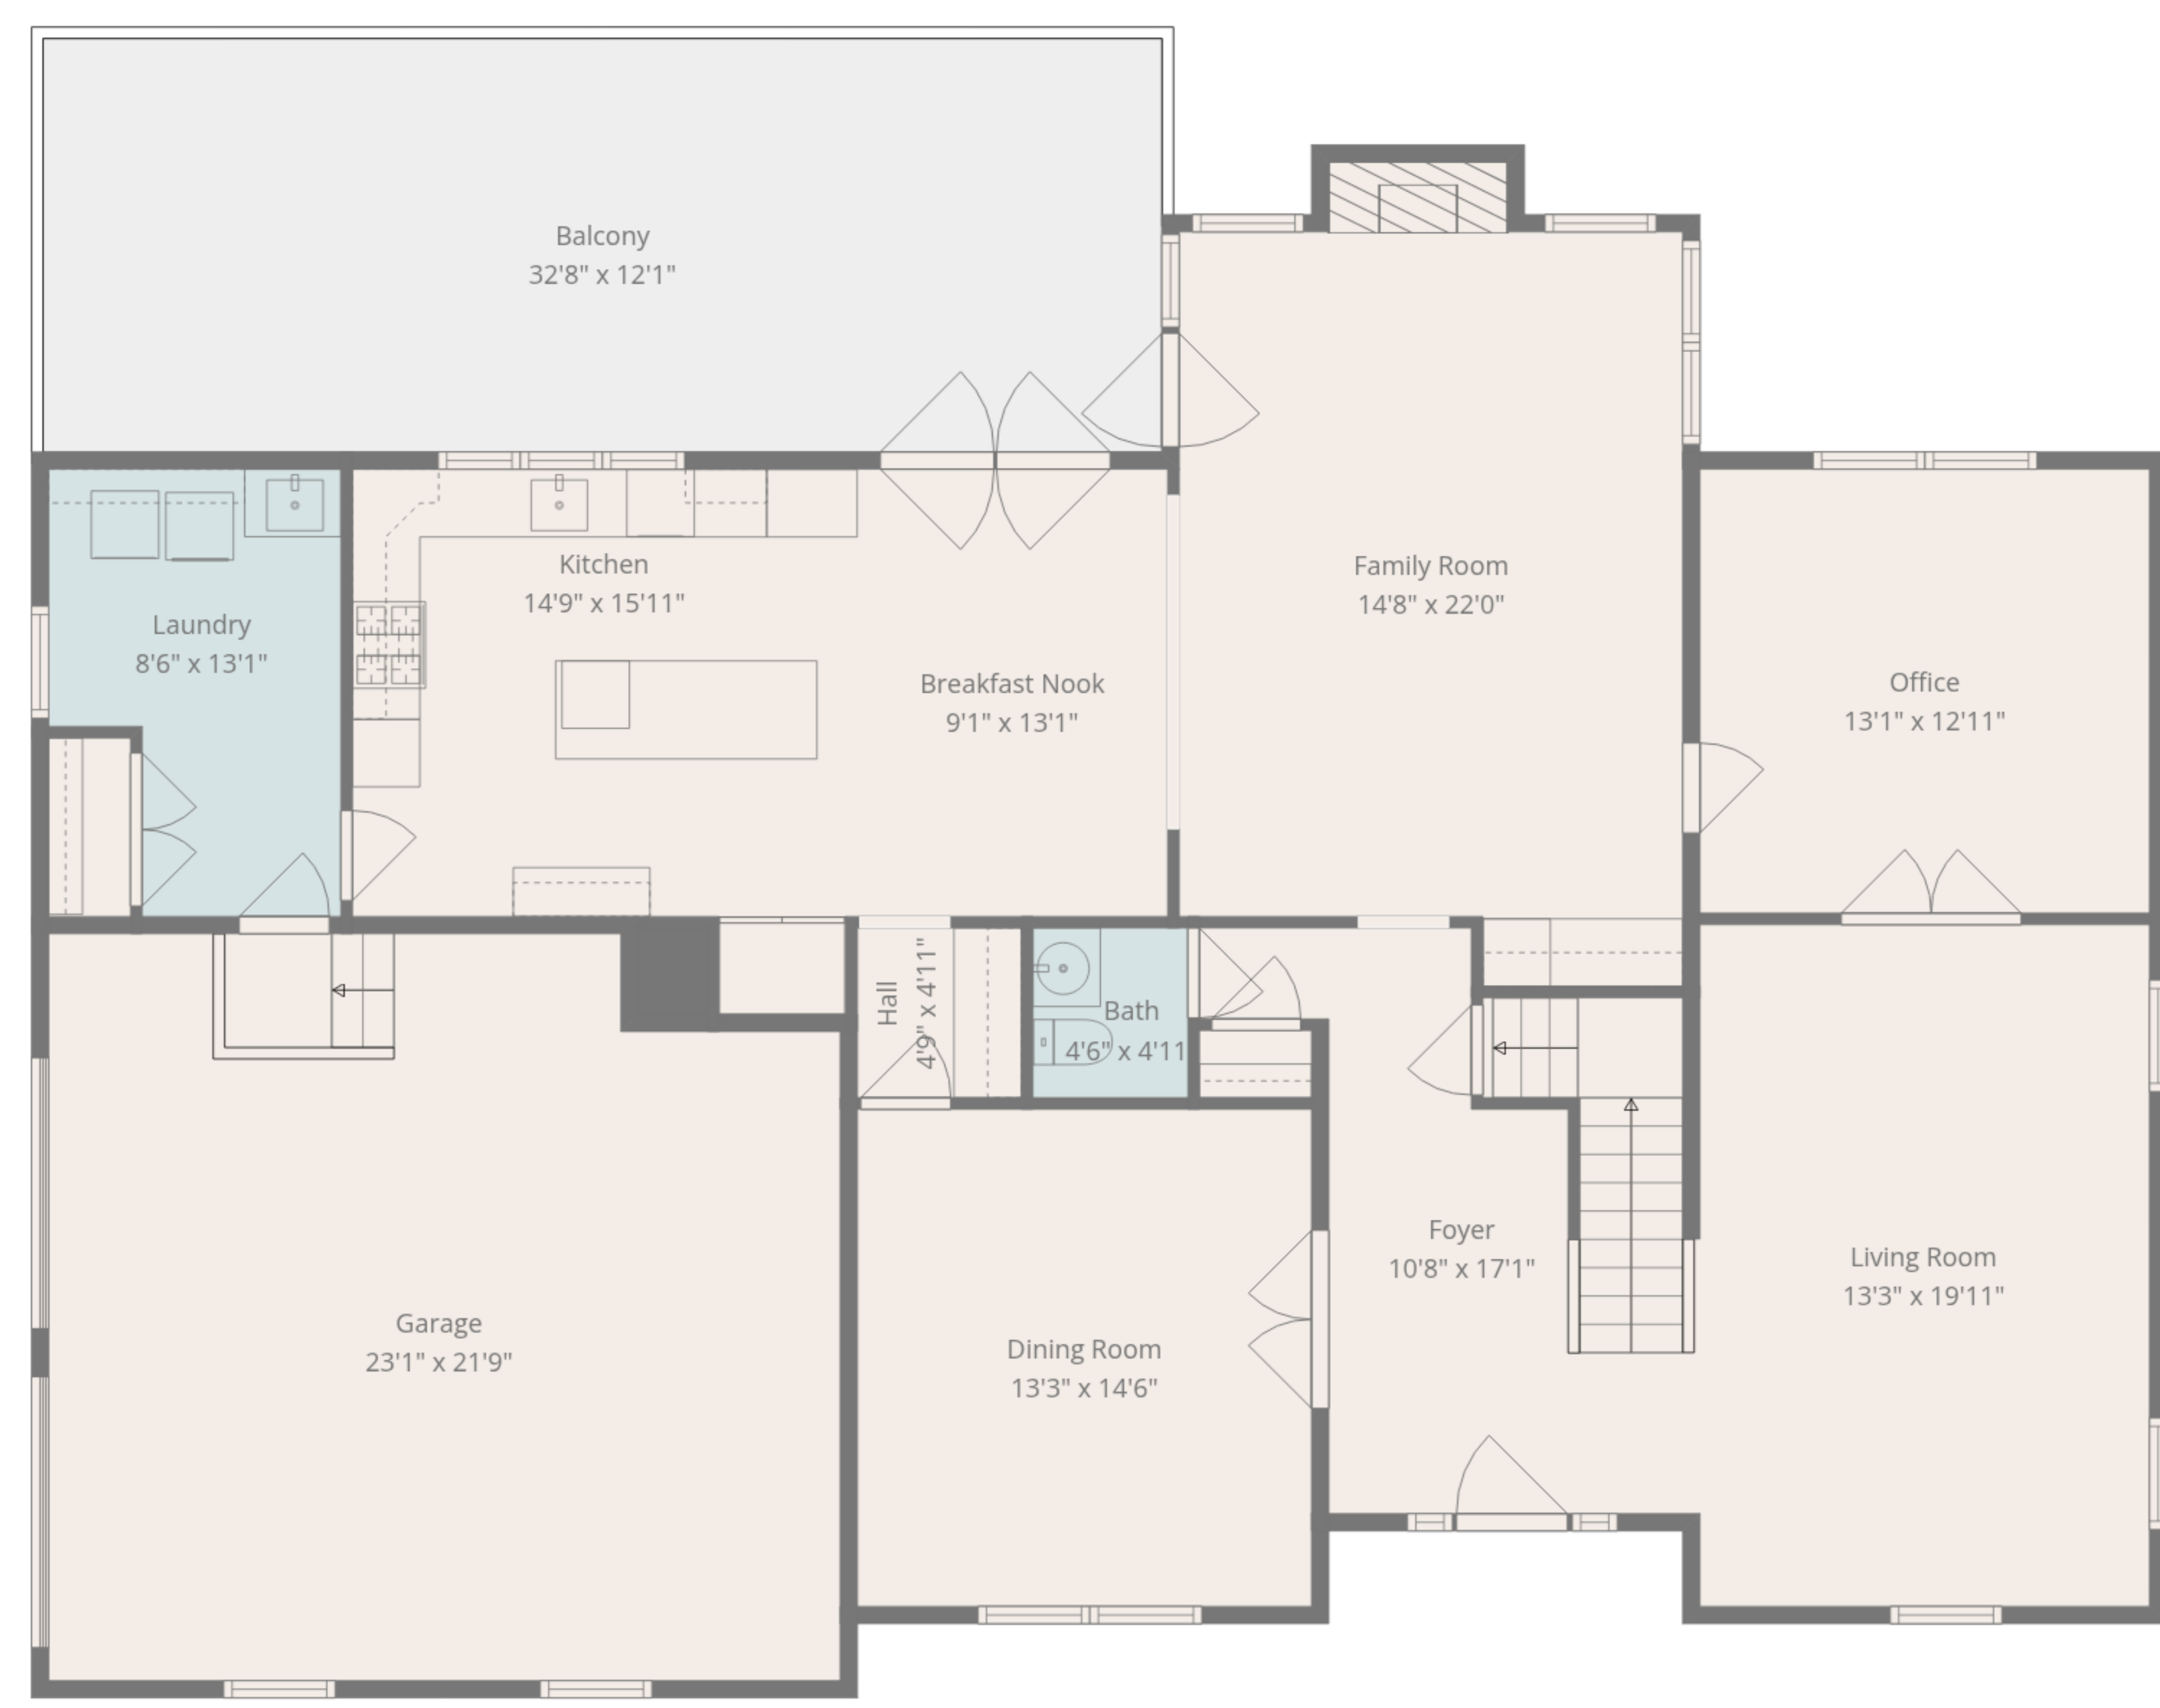 Balcony
32'8" x 12'1"
Kitchen
14'9" x 15'11"
Family Room
14'8" x 22'0"
Laundry
8'6" x 13'1"
Breakfast Nook
9'1" x 13'1"
Office
13'1" x 12'11"
Hall
4'9" x 4'11"
Bath
4'6" x 4'11
Foyer
10'8" x 17'1"
Living Room
13'3" x 19'11"
Garage
23'1" x 21'9"
Dining Room
13'3" x 14'6"